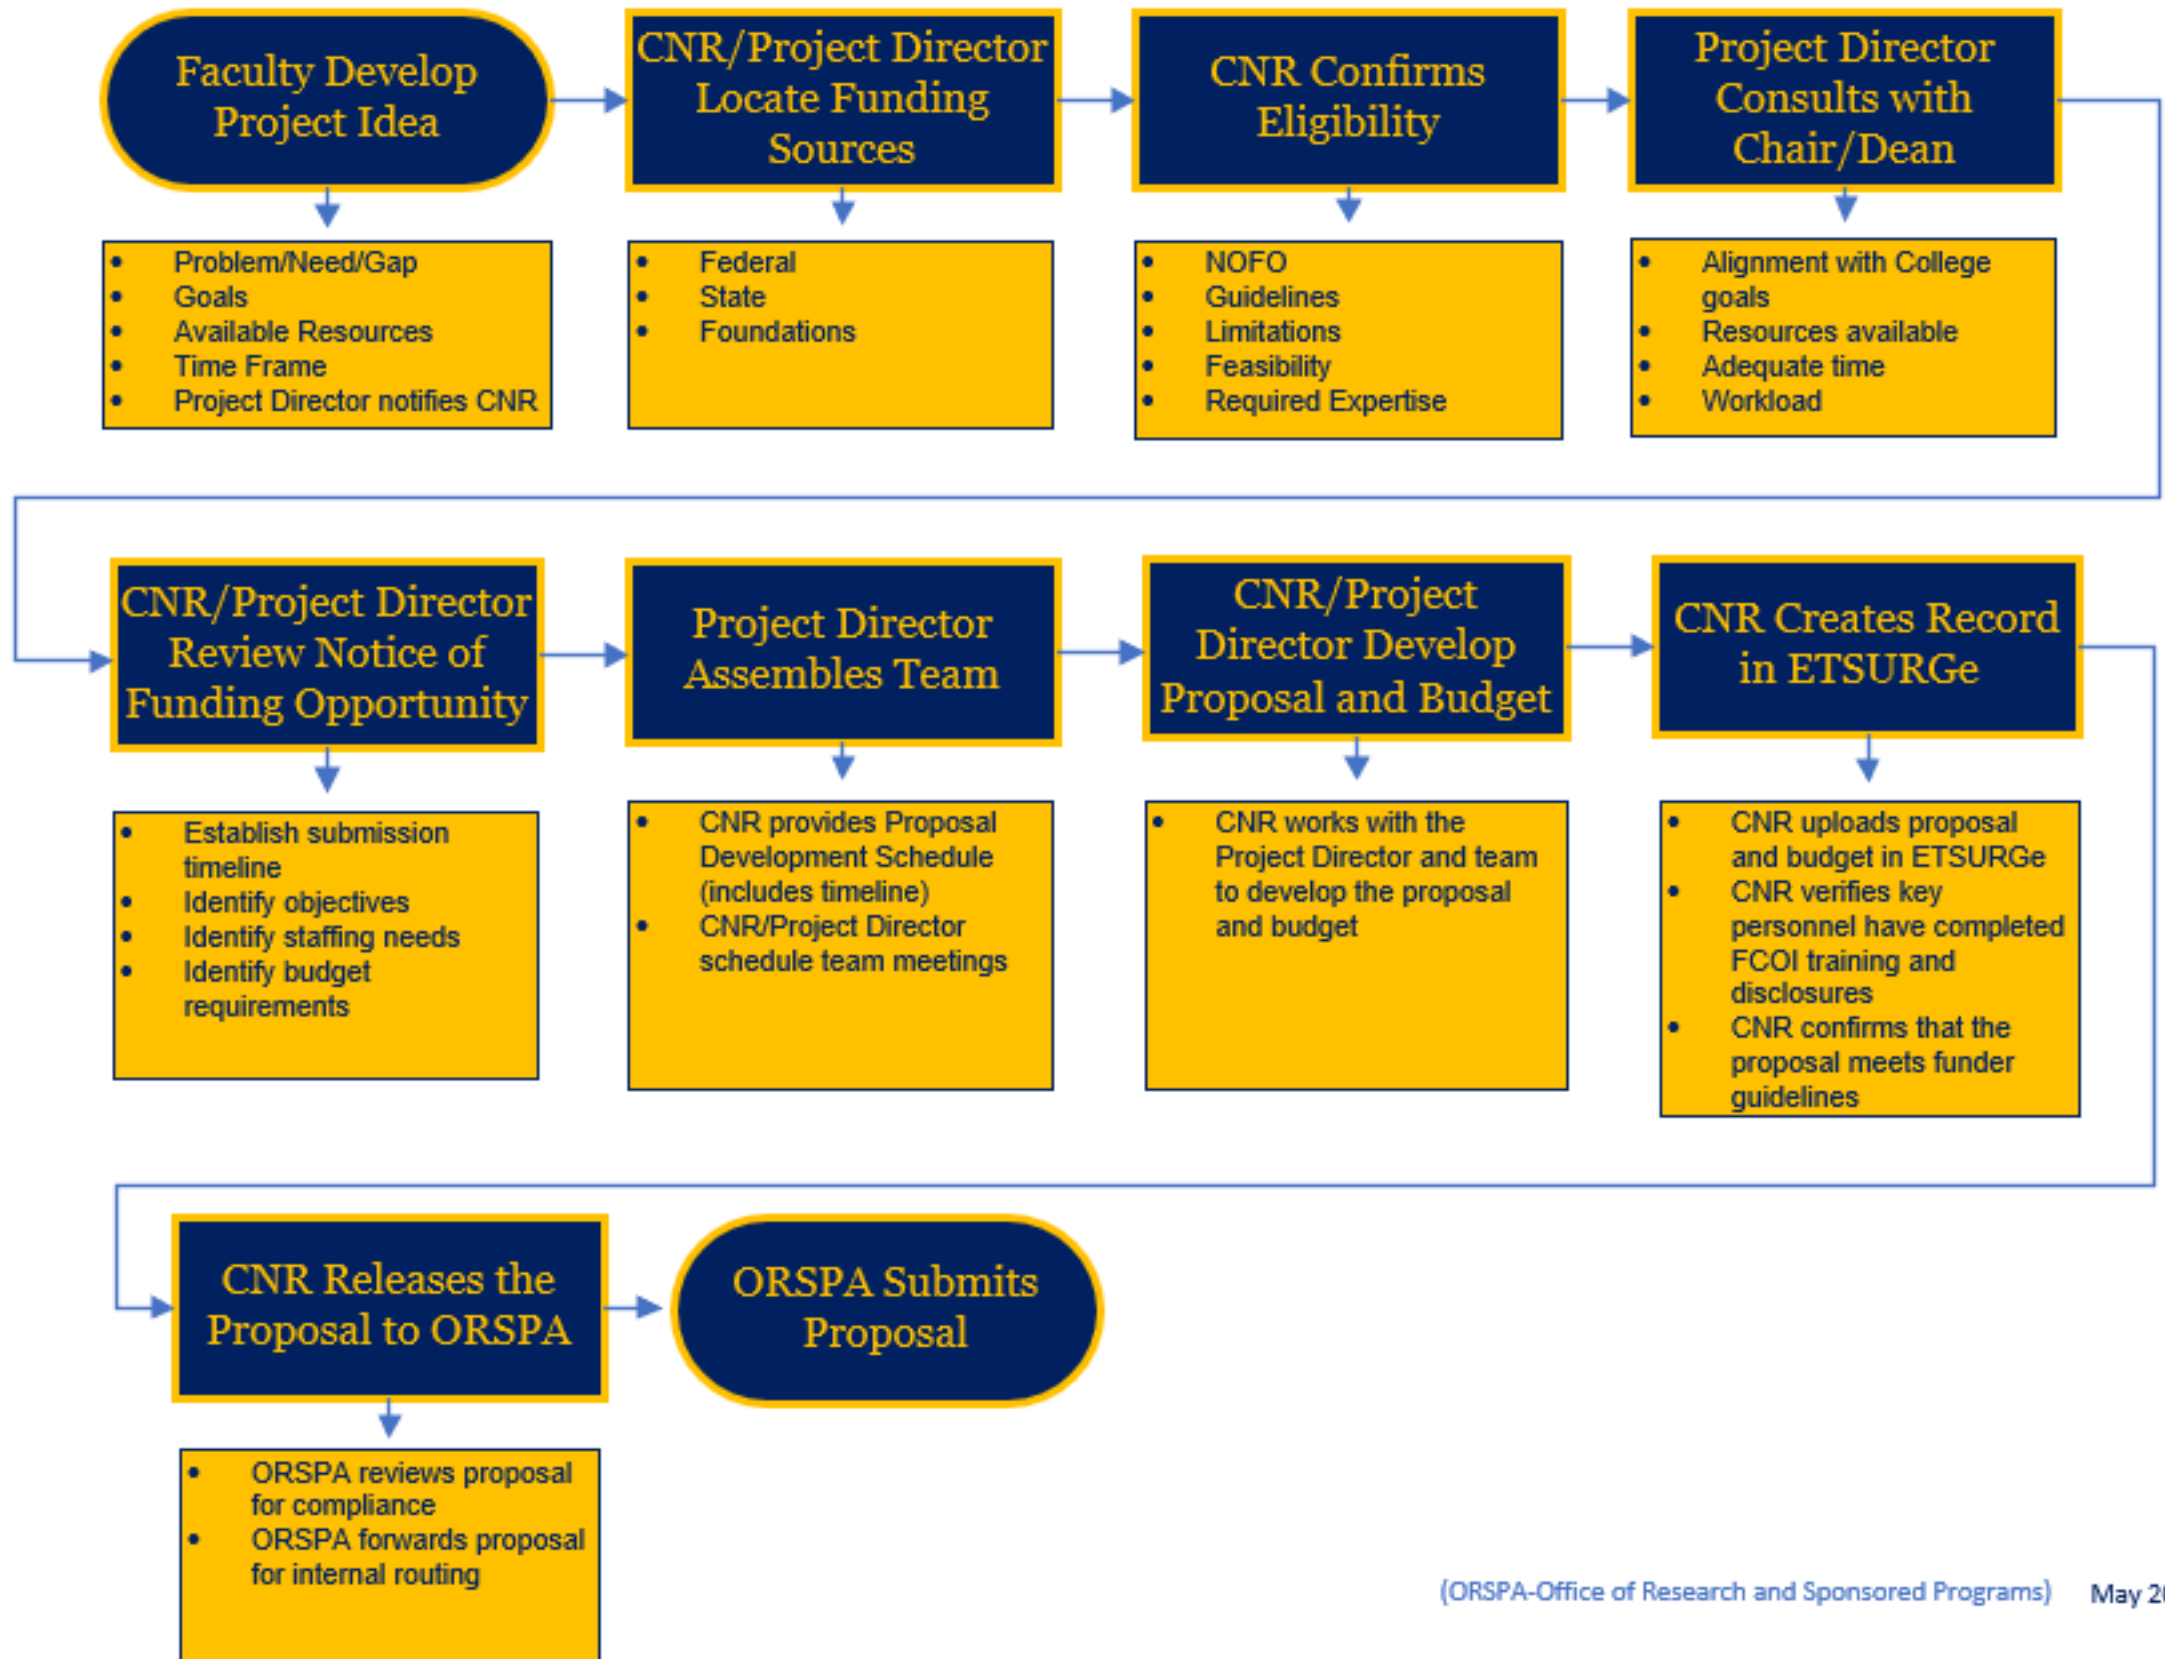 Faculty Develop
Project Idea
CNR/Project Director
Locate Funding
Sources
CNR Confirms
Eligibility
Project Director
Consults with
Chair/Dean
• Problem/Need/Gap
• Goals
• Available Resources
• Time Frame
• Project Director notifies CNR
• Federal
• State
• Foundations
• NOFO
• Guidelines
• Limitations
• Feasibility
• Required Expertise
• Alignment with College
goals
• Resources available
• Adequate time
• Workload
CNR/Project Director
Review Notice of
Funding Opportunity
Project Director
Assembles Team
CNR/Project
Director Develop
Proposal and Budget
CNR Creates Record
in ETSURGe
• Establish submission
timeline
• Identify objectives
• Identify staffing needs
• Identify budget
requirements
• CNR provides Proposal
Development Schedule
(includes timeline)
• CNR/Project Director
schedule team meetings
• CNR works with the
Project Director and team
to develop the proposal
and budget
• CNR uploads proposal
and budget in ETSURGe
• CNR verifies key
personnel have completed
FCOI training and
disclosures
• CNR confirms that the
proposal meets funder
guidelines
CNR Releases the
Proposal to ORSPA
ORSPA Submits
Proposal
• ORSPA reviews proposal
for compliance
• ORSPA forwards proposal
for internal routing
(ORSPA-Office of Research and Sponsored Programs) May